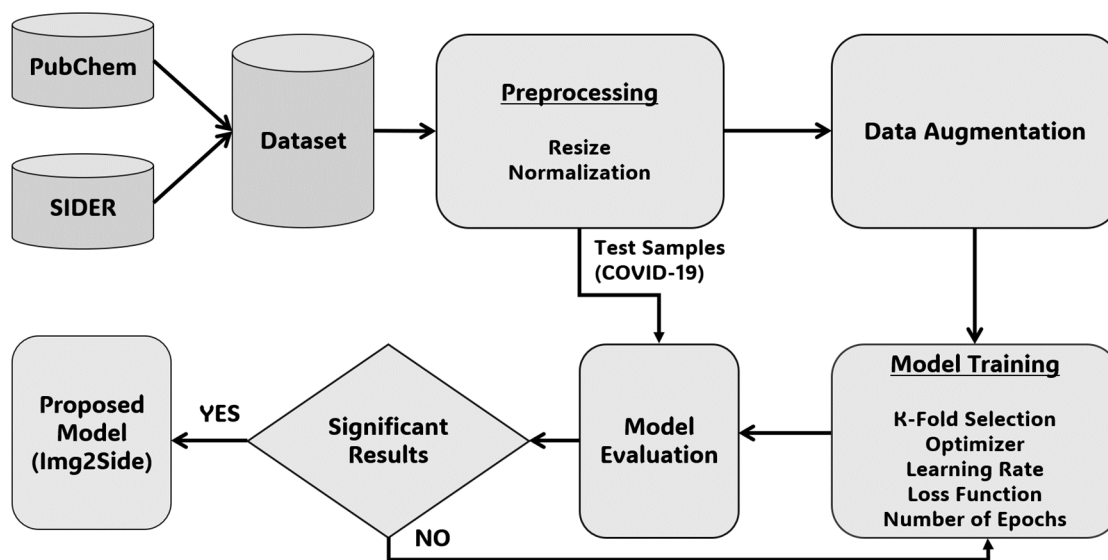 PubChem
SIDER
Dataset
Preprocessing
Resize
Normalization
Data Augmentation
Test Samples
(COVID-19)
Model Training
K-Fold Selection
Optimizer
Learning Rate
Loss Function
Number of Epochs
Model
Evaluation
Significant
Results
YES
NO
Proposed
Model
(Img2Side)